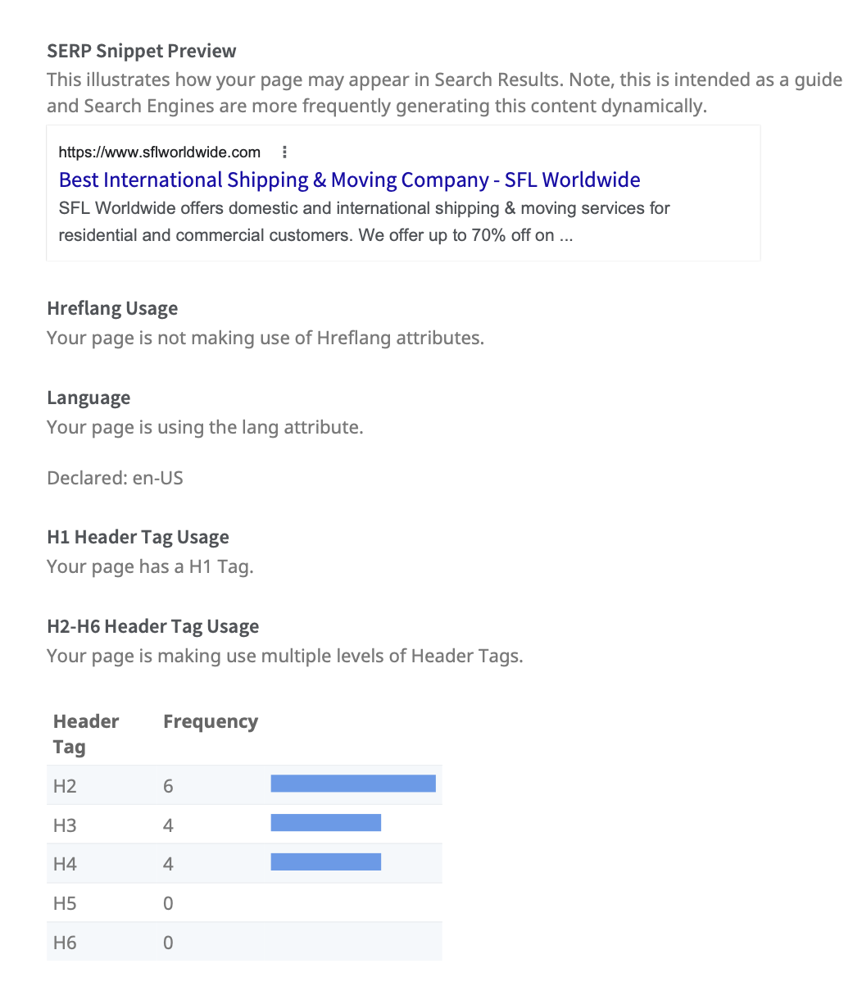 SERP Snippet Preview
This illustrates how your page may appear in Search Results. Note, this is intended as a guide
and Search Engines are more frequently generating this content dynamically.
https://www.sflworldwide.com
Best International Shipping & Moving Company - SFL Worldwide
SFL Worldwide offers domestic and international shipping & moving services for
residential and commercial customers. We offer up to 70% off on ...
Hreflang Usage
Your page is not making use of Hreflang attributes.
Language
Your page is using the lang attribute.
Declared: en-US
H1 Header Tag Usage
Your page has a H1 Tag.
H2-H6 Header Tag Usage
Your page is making use multiple levels of Header Tags.
Header Tag Frequency
H2 6
H3 4
H4 4
H5 0
H6 0